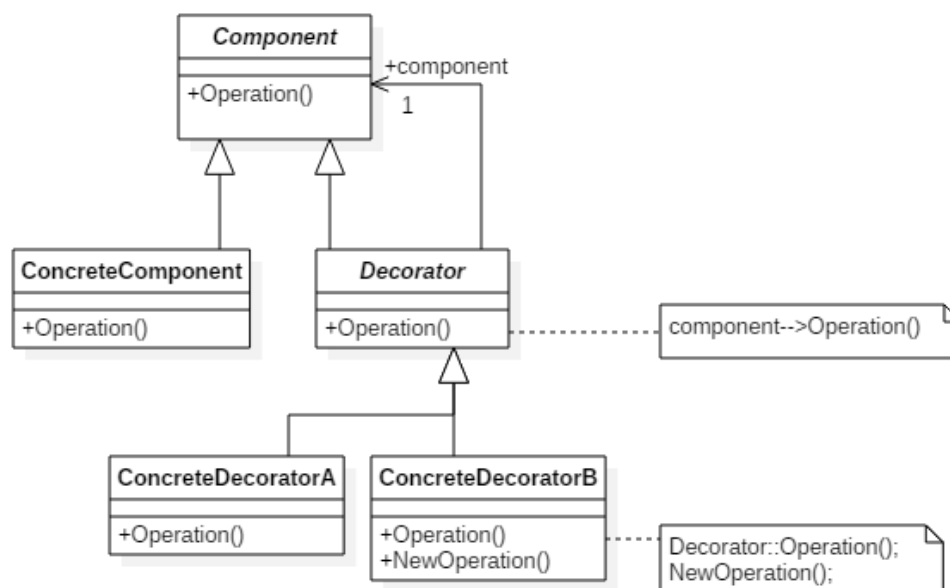 Component
+Operation()
+component
1
ConcreteComponent
+Operation()
Decorator
+Operation()
component-->Operation()
ConcreteDecoratorA
+Operation()
ConcreteDecoratorB
+Operation()
+NewOperation()
Decorator::Operation();
NewOperation();